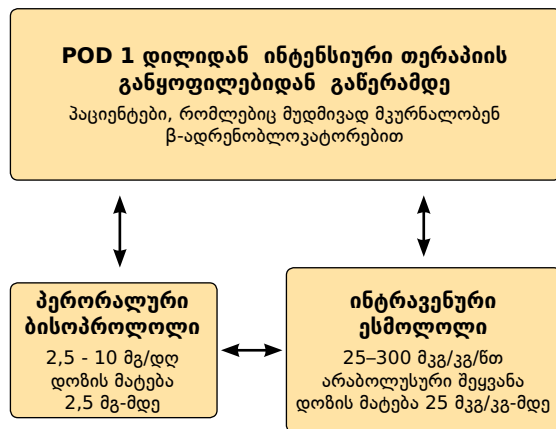 POD 1 დილიდან ინტენსიური თერაპიის
განყოფილებიდან გაწერამდე
პაციენტები, რომლებიც მუდმივად მკურნალობენ
β-ადრენობლოკატორებით
პერორალური
ბისოპროლოლი
2,5 - 10 მგ/დღ
დოზის მატება
2,5 მგ-მდე
ინტრავენური
ესმოლოლი
25–300 მკგ/კგ/წთ
არაბოლუსური შეყვანა
დოზის მატება 25 მკგ/კგ-მდე